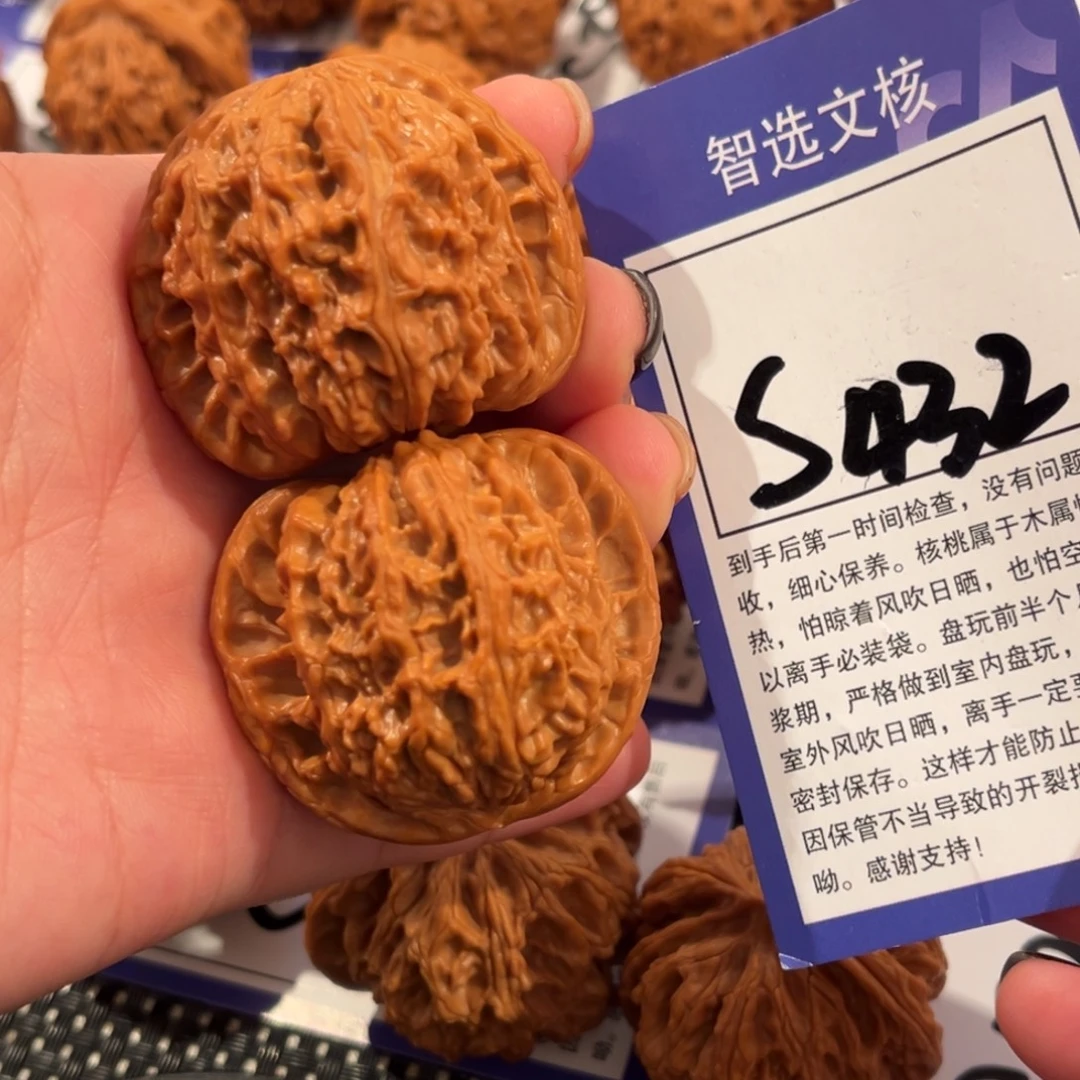 智选文核
S432
到手后第一时间检查，没有问题
收，细心保养。核桃属于木属性
热，怕晾着风吹日晒，也怕空
以离手必装袋。盘玩前半个月
浆期，严格做到室内盘玩，
室外风吹日晒，离手一定要
密封保存。这样才能防止
因保管不当导致的开裂损
呦。感谢支持！